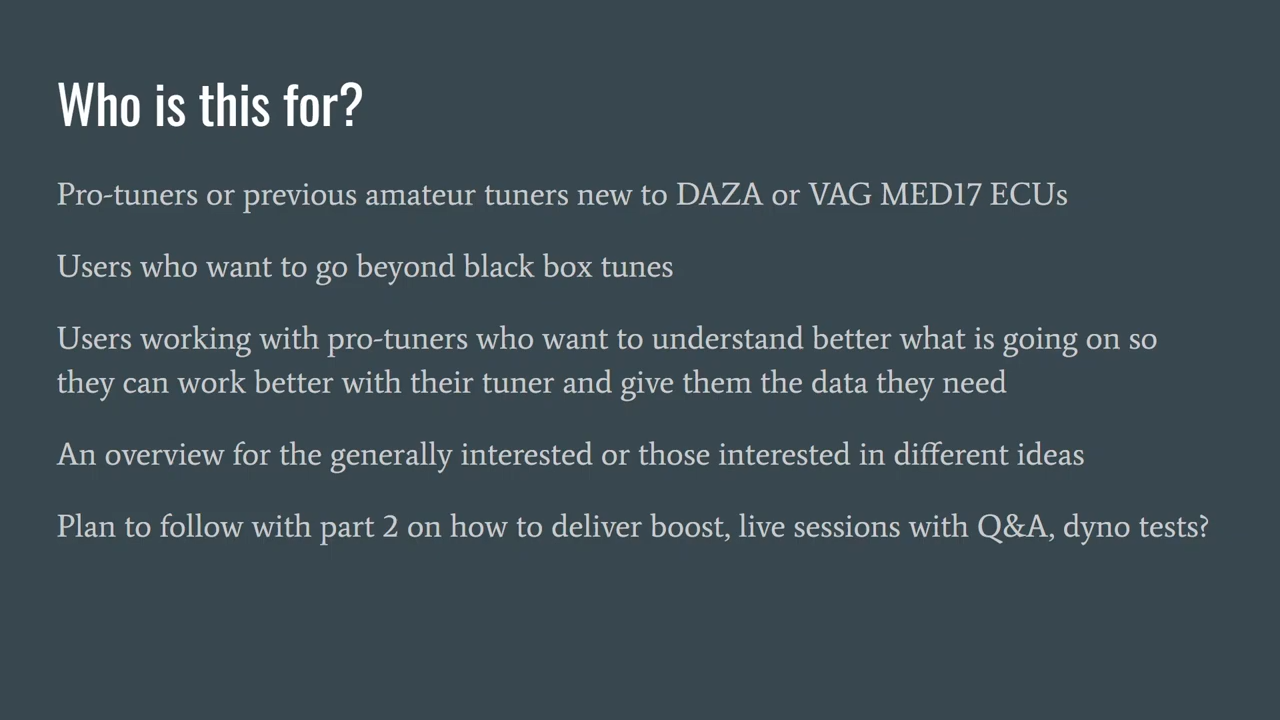 Who is this for?
Pro-tuners or previous amateur tuners new to DAZA or VAG MED17 ECUs
Users who want to go beyond black box tunes
Users working with pro-tuners who want to understand better what is going on so
they can work better with their tuner and give them the data they need
An overview for the generally interested or those interested in different ideas
Plan to follow with part 2 on how to deliver boost, live sessions with Q&A, dyno tests?